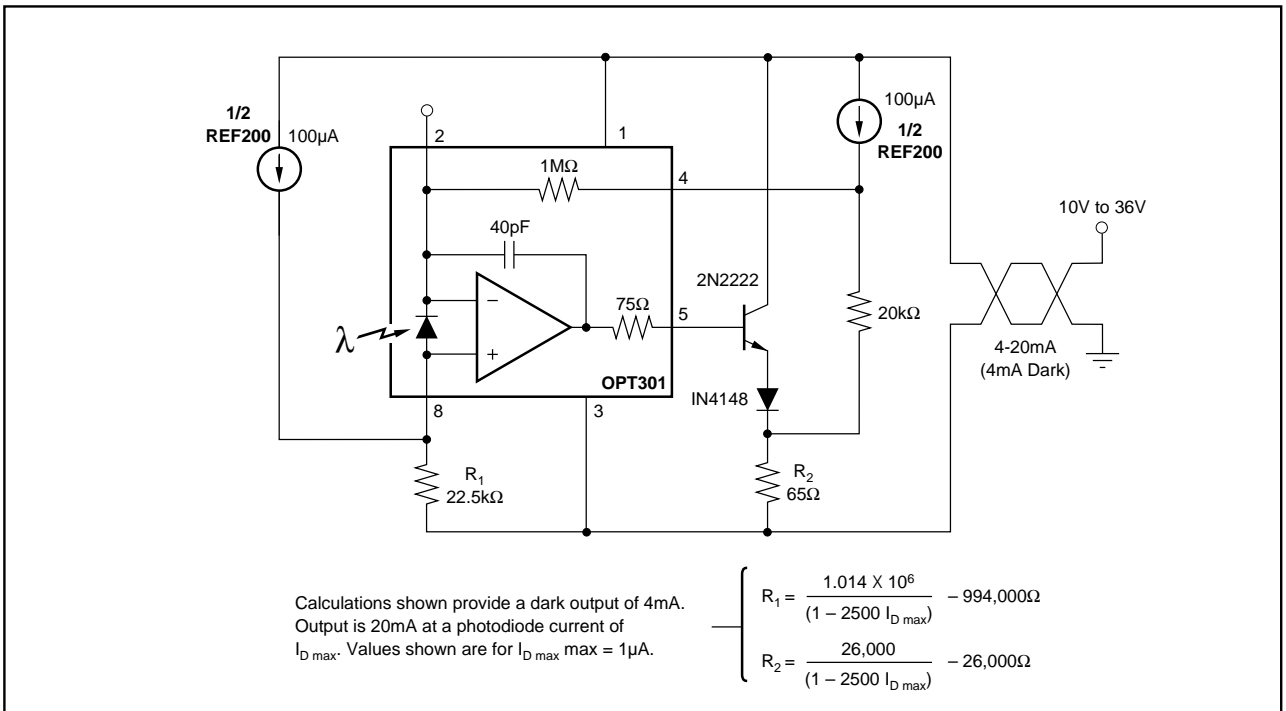 1/2
REF200
100µA
2
1
1MΩ
4
40pF
75Ω
5
λ
−
+
OPT301
8
3
R1
22.5kΩ
2N2222
IN4148
R2
65Ω
100µA
1/2
REF200
20kΩ
10V to 36V
4-20mA
(4mA Dark)
Calculations shown provide a dark output of 4mA.
Output is 20mA at a photodiode current of
ID max. Values shown are for ID max max = 1µA.
R1 = 1.014 X 10⁶ / (1 – 2500 ID max) – 994,000Ω
R2 = 26,000 / (1 – 2500 ID max) – 26,000Ω